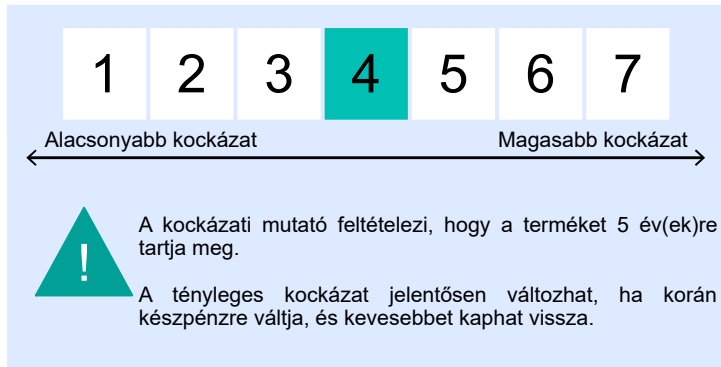 1 2 3 4 5 6 7
Alacsonyabb kockázat Magasabb kockázat
A kockázati mutató feltételezi, hogy a terméket 5 év(ek)re
tartja meg.
!
A tényleges kockázat jelentősen változhat, ha korán
készpénzre váltja, és kevesebbet kaphat vissza.